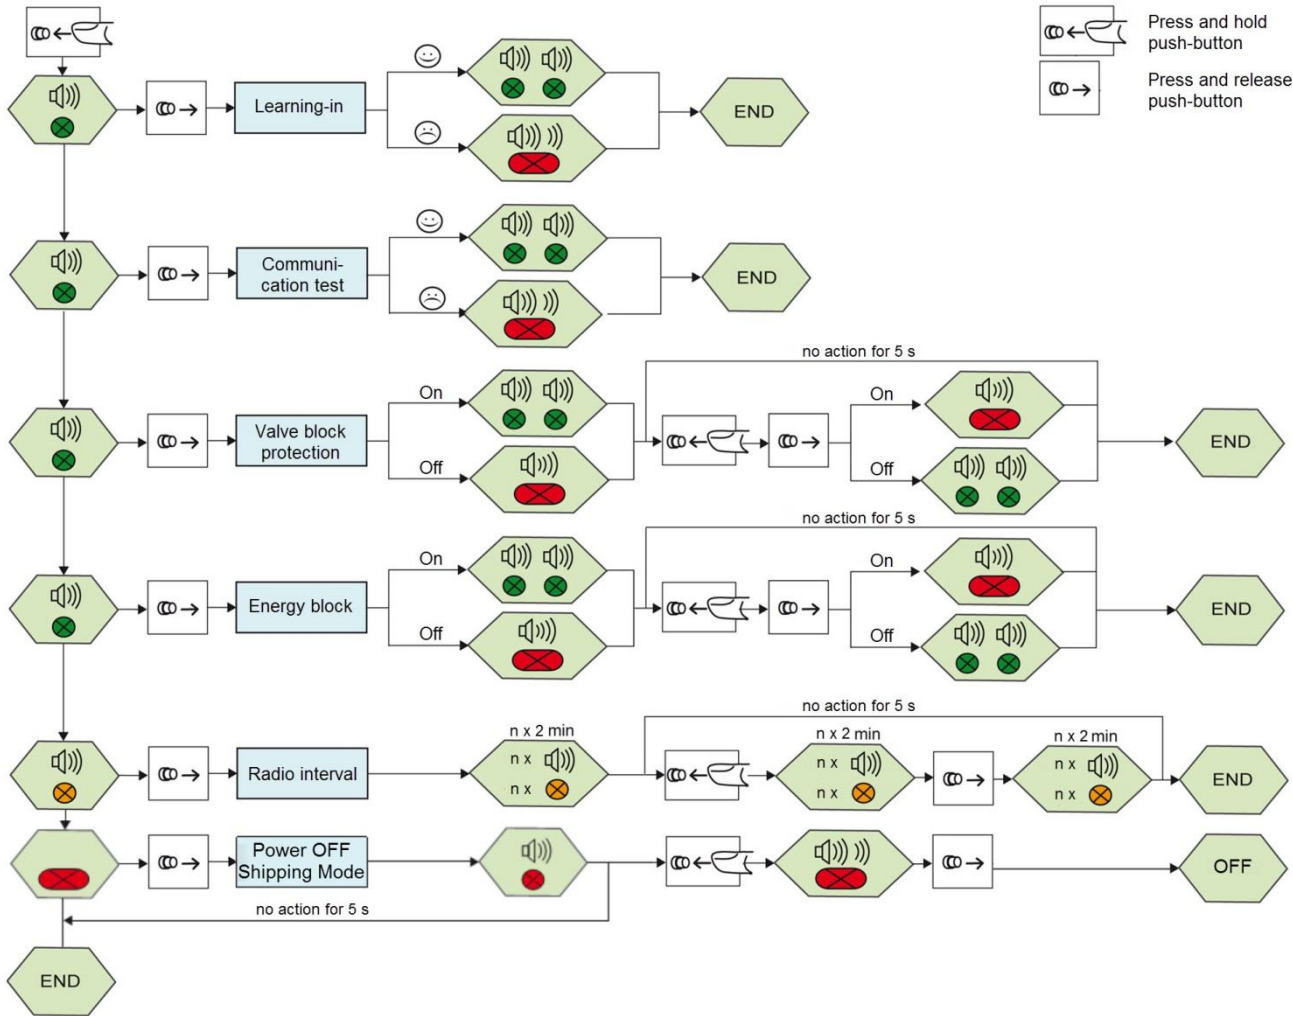 Press and hold
push-button
Press and release
push-button
Learning-in
END
Communi-
cation test
END
no action for 5 s
On
On
Valve block
protection
END
Off
Off
no action for 5 s
On
On
Energy block
END
Off
Off
no action for 5 s
n x 2 min
n x 2 min
n x 2 min
n x
n x
n x
Radio interval
END
n x
n x
n x
Power OFF
Shipping Mode
OFF
no action for 5 s
END